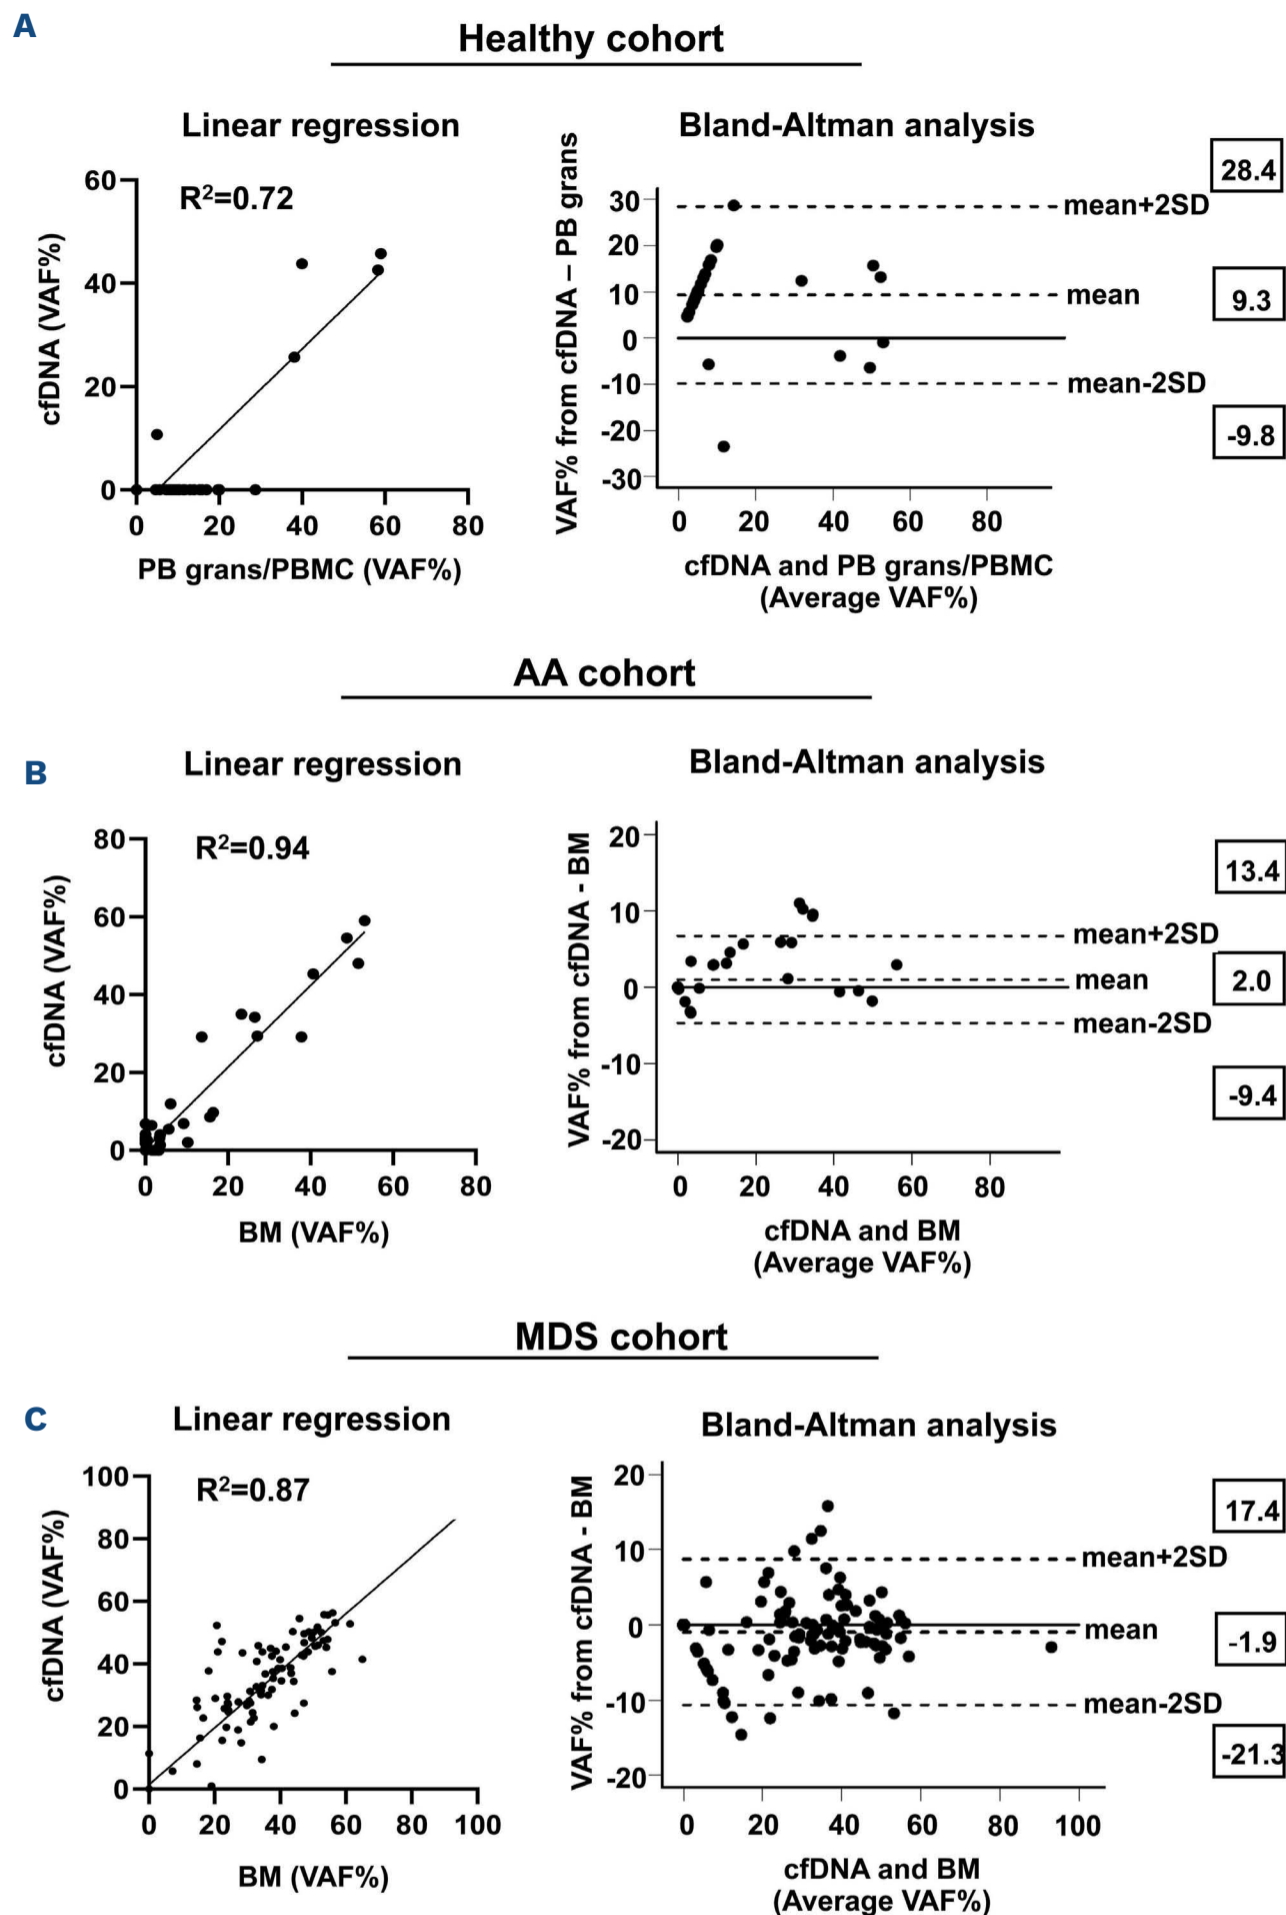 A
Healthy cohort
Linear regression
R²=0.72
cfDNA (VAF%)
60
40
20
0
0 20 40 60 80
PB grans/PBMC (VAF%)
Bland-Altman analysis
VAF% from cfDNA – PB grans
30
20
10
0
-10
-20
-30
mean+2SD
mean
mean-2SD
28.4
9.3
-9.8
0 20 40 60 80
cfDNA and PB grans/PBMC
(Average VAF%)
AA cohort
B
Linear regression
R²=0.94
cfDNA (VAF%)
80
60
40
20
0
0 20 40 60 80
BM (VAF%)
Bland-Altman analysis
VAF% from cfDNA - BM
20
10
0
-10
-20
mean+2SD
mean
mean-2SD
13.4
2.0
-9.4
0 20 40 60 80
cfDNA and BM
(Average VAF%)
MDS cohort
C
Linear regression
R²=0.87
cfDNA (VAF%)
100
80
60
40
20
0
0 20 40 60 80 100
BM (VAF%)
Bland-Altman analysis
VAF% from cfDNA - BM
20
10
0
-10
-20
mean+2SD
mean
mean-2SD
17.4
-1.9
-21.3
0 20 40 60 80 100
cfDNA and BM
(Average VAF%)